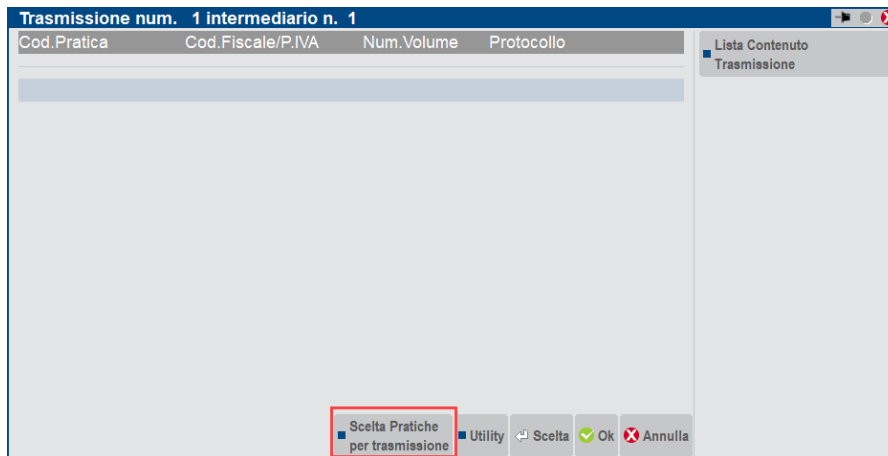 Trasmissione num. 1 intermediario n. 1
Cod.Pratica Cod.Fiscale/P.IVA Num.Volume Protocollo
Lista Contenuto
Trasmissione
Scelta Pratiche
per trasmissione
Utility
Scelta
Ok
Annulla